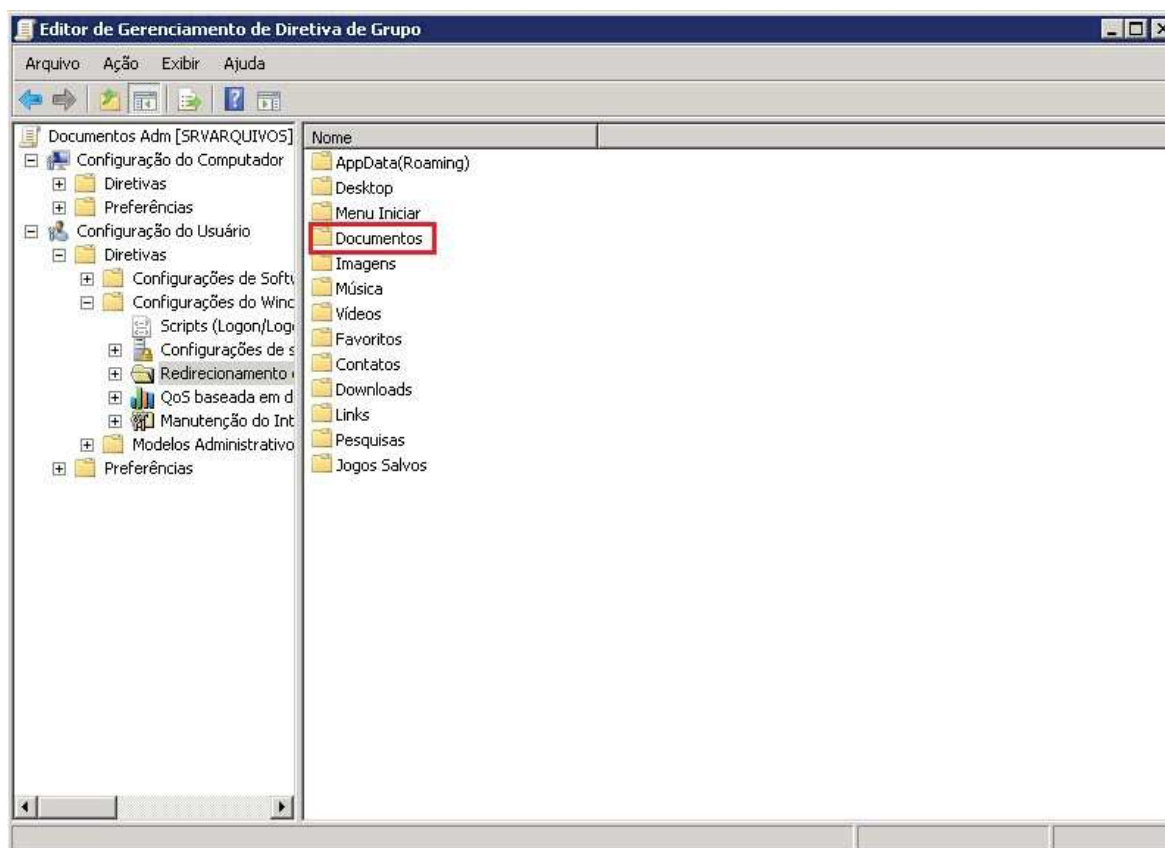 Editor de Gerenciamento de Diretiva de Grupo
Arquivo Ação Exibir Ajuda
Documentos Adm [SRVARQUIVOS]
Configuração do Computador
Diretivas
Preferências
Configuração do Usuário
Diretivas
Configurações de Softw
Configurações do Winc
Scripts (Logon/Logo
Configurações de s
Redirecionamento
QoS baseada em d
Manutenção do Int
Modelos Administrativo
Preferências
Nome
AppData(Roaming)
Desktop
Menu Iniciar
Documentos
Imagens
Música
Vídeos
Favoritos
Contatos
Downloads
Links
Pesquisas
Jogos Salvos